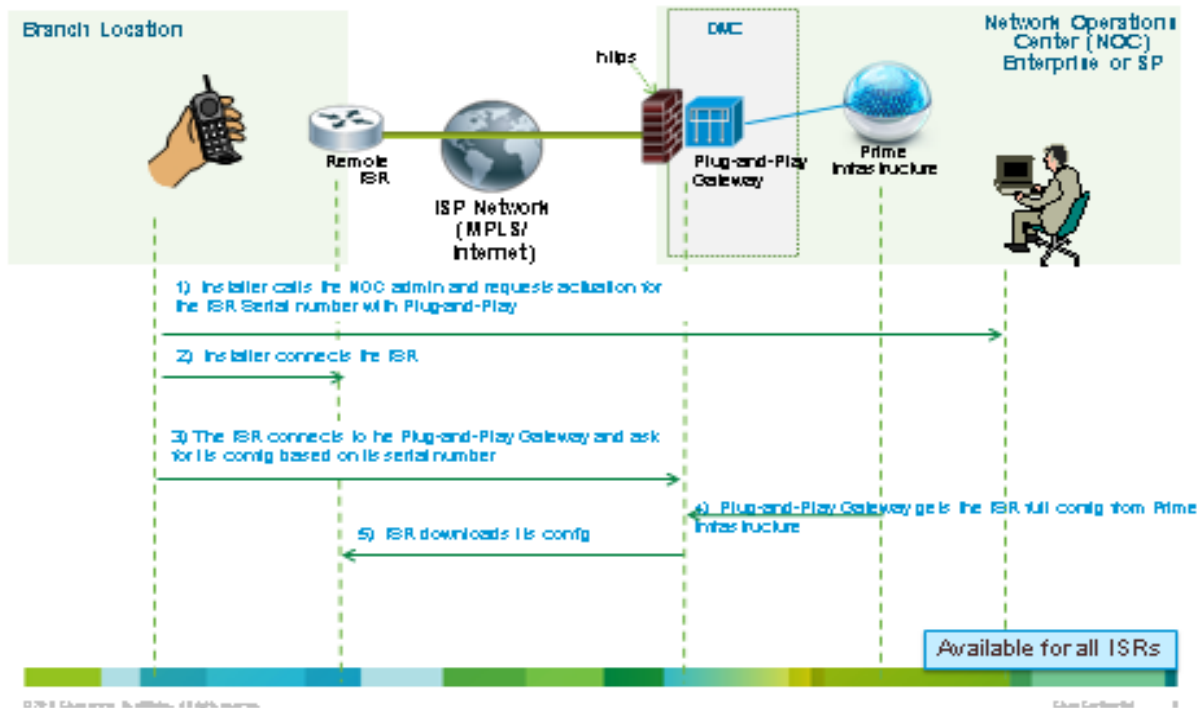 Branch Location
Network Operations
Center (NOC)
Enterprise or SP
DMZ
https
Remote
ISR
ISP Network
(MPLS/
Internet)
Plug-and-Play
Gateway
Prime
Infrastructure
1) Installer calls the NOC admin and requests activation for
the ISR Serial number with Plug-and-Play
2) Installer connects the ISR
3) The ISR connects to he Plug-and-Play Gateway and ask
for its config based on its serial number
4) Plug-and-Play Gateway gets the ISR full config from Prime
Infrastructure
5) ISR downloads its config
Available for all ISRs
Cisco Confidential